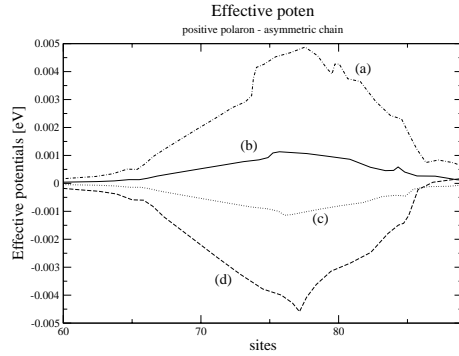 Effective poten
positive polaron - asymmetric chain
0.005
0.004
0.003
0.002
0.001
0
-0.001
-0.002
-0.003
-0.004
-0.005
Effective potentials [eV]
(a)
(b)
(c)
(d)
60
70
80
sites